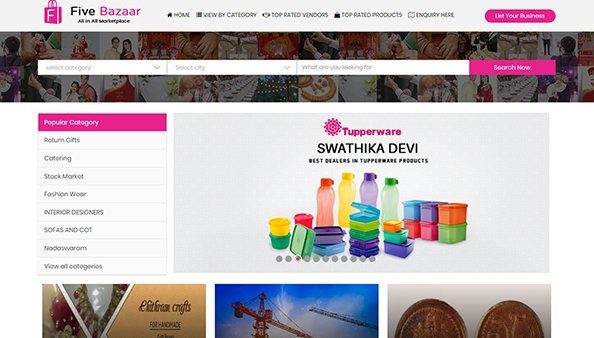 F
Five Bazaar
All in All Marketplace
HOME
VIEW BY CATEGORY
TOP RATED VENDORS
TOP RATED PRODUCTS
ENQUIRY HERE
List Your Business
select category
Select city
What are you looking for
Search Now
Popular Category
Return Gifts
Catering
Stock Market
Fashion Wear
INTERIOR DESIGNERS
SOFAS AND COT
Nadaswaram
View all categories
Tupperware
SWATHIKA DEVI
BEST DEALERS IN TUPPERWARE PRODUCTS
Chitkram crafts
FOR HANDMADE